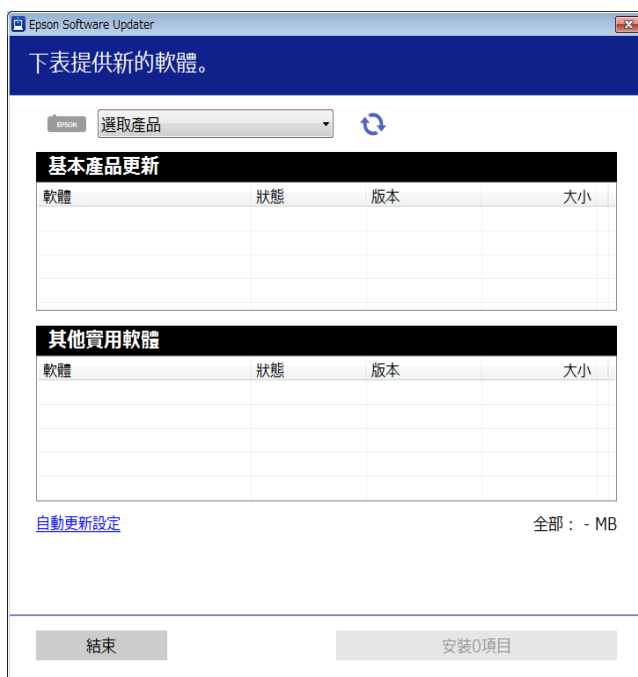 Epson Software Updater
下表提供新的軟體。
EPSON 選取產品
基本產品更新
軟體 狀態 版本 大小
其他實用軟體
軟體 狀態 版本 大小
自動更新設定 全部： - MB
結束 安裝0項目